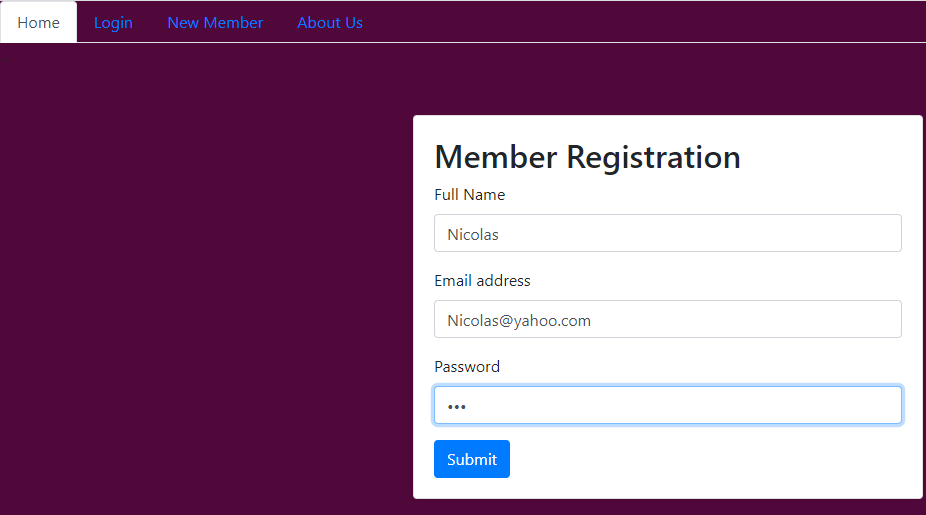 Home Login New Member About Us
Member Registration
Full Name
Nicolas
Email address
Nicolas@yahoo.com
Password
•••
Submit